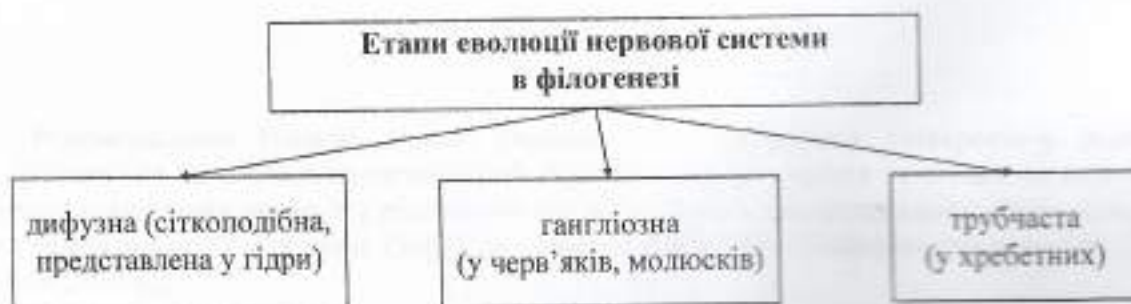 Етапи еволюції нервової системи
в філогенезі
дифузна (сіткоподібна,
представлена у гідри)
гангліозна
(у черв’яків, молюсків)
трубчаста
(у хребетних)